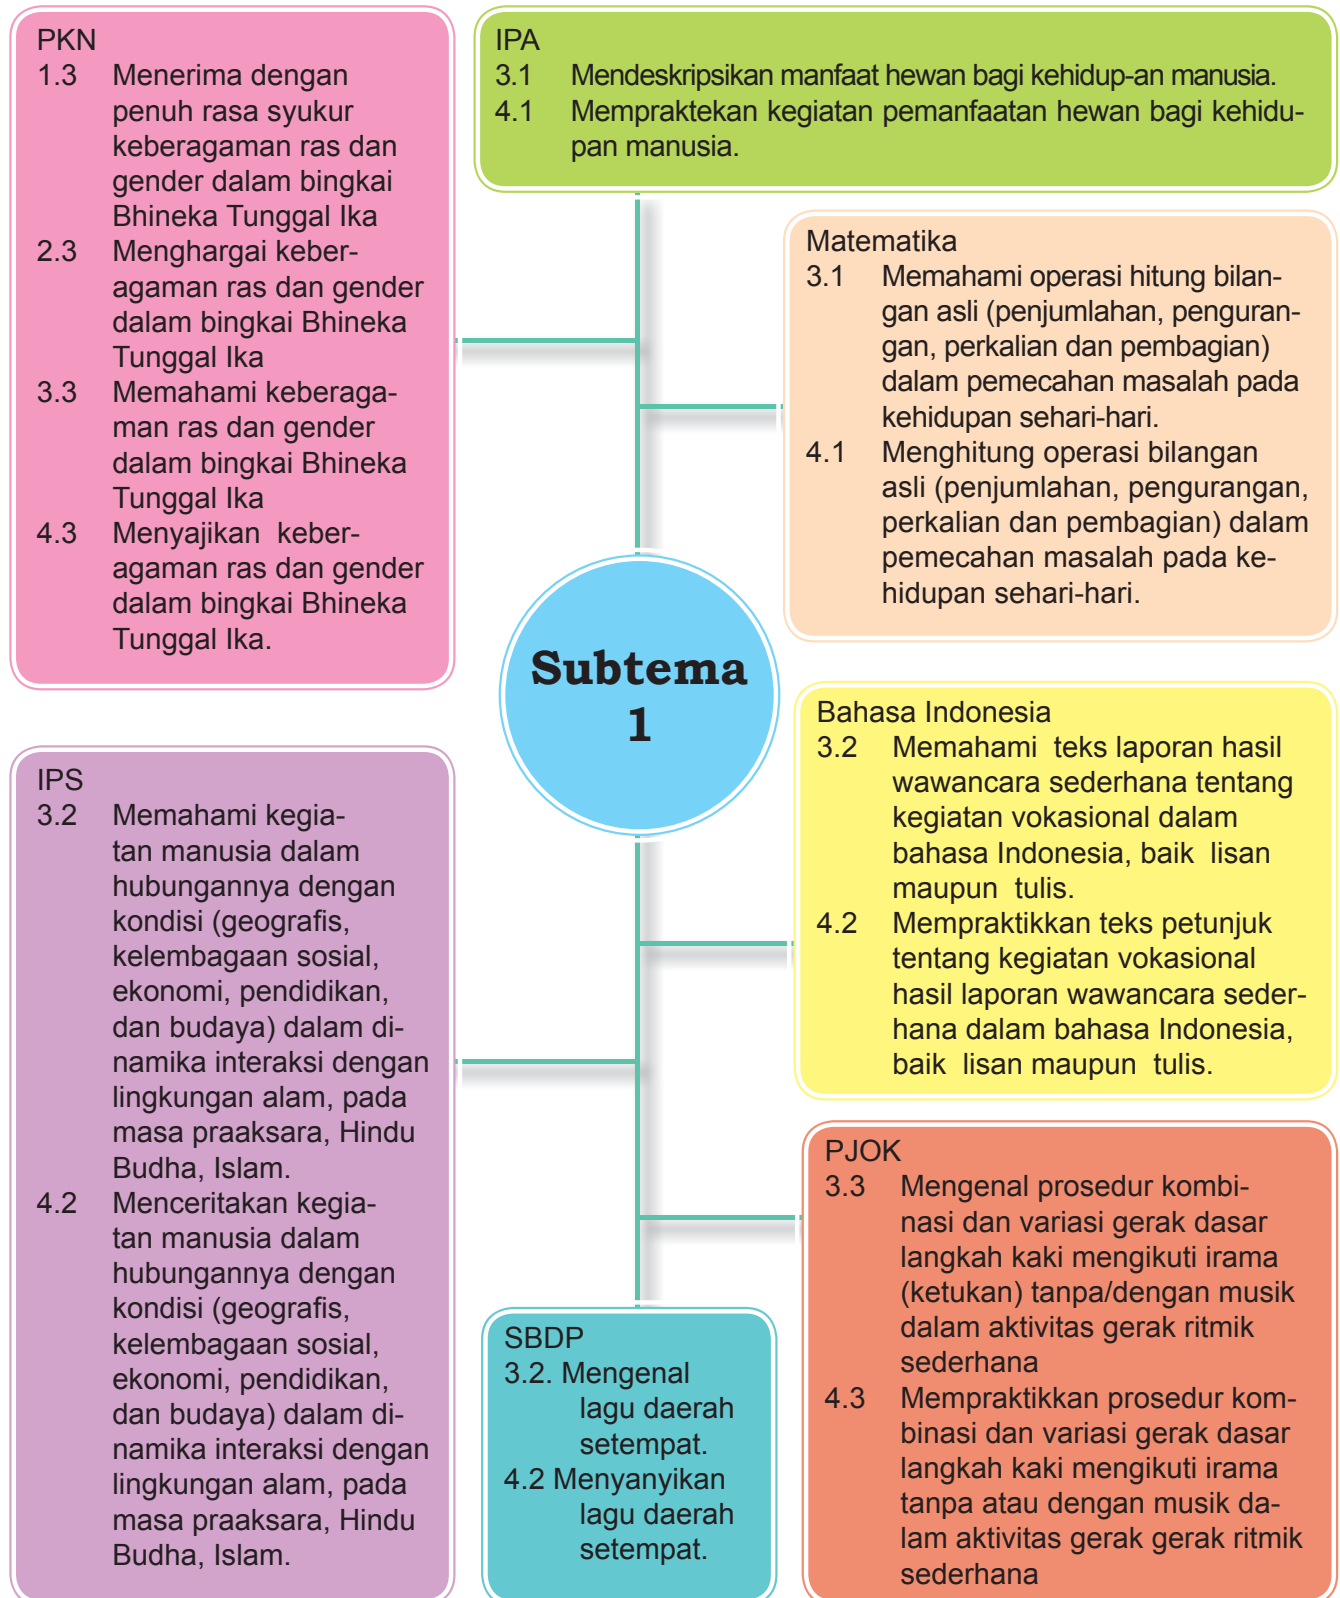 PKN
1.3 Menerima dengan
penuh rasa syukur
keberagaman ras dan
gender dalam bingkai
Bhineka Tunggal Ika
2.3 Menghargai keber-
agaman ras dan gender
dalam bingkai Bhineka
Tunggal Ika
3.3 Memahami keberaga-
man ras dan gender
dalam bingkai Bhineka
Tunggal Ika
4.3 Menyajikan keber-
agaman ras dan gender
dalam bingkai Bhineka
Tunggal Ika.
IPA
3.1 Mendeskripsikan manfaat hewan bagi kehidup-an manusia.
4.1 Mempraktekan kegiatan pemanfaatan hewan bagi kehidu-
pan manusia.
Matematika
3.1 Memahami operasi hitung bilan-
gan asli (penjumlahan, penguran-
gan, perkalian dan pembagian)
dalam pemecahan masalah pada
kehidupan sehari-hari.
4.1 Menghitung operasi bilangan
asli (penjumlahan, pengurangan,
perkalian dan pembagian) dalam
pemecahan masalah pada ke-
hidupan sehari-hari.
Subtema
1
IPS
3.2 Memahami kegia-
tan manusia dalam
hubungannya dengan
kondisi (geografis,
kelembagaan sosial,
ekonomi, pendidikan,
dan budaya) dalam di-
namika interaksi dengan
lingkungan alam, pada
masa praaksara, Hindu
Budha, Islam.
4.2 Menceritakan kegia-
tan manusia dalam
hubungannya dengan
kondisi (geografis,
kelembagaan sosial,
ekonomi, pendidikan,
dan budaya) dalam di-
namika interaksi dengan
lingkungan alam, pada
masa praaksara, Hindu
Budha, Islam.
Bahasa Indonesia
3.2 Memahami teks laporan hasil
wawancara sederhana tentang
kegiatan vokasional dalam
bahasa Indonesia, baik lisan
maupun tulis.
4.2 Mempraktikkan teks petunjuk
tentang kegiatan vokasional
hasil laporan wawancara seder-
hana dalam bahasa Indonesia,
baik lisan maupun tulis.
SBDP
3.2. Mengenal
lagu daerah
setempat.
4.2 Menyanyikan
lagu daerah
setempat.
PJOK
3.3 Mengenal prosedur kombi-
nasi dan variasi gerak dasar
langkah kaki mengikuti irama
(ketukan) tanpa/dengan musik
dalam aktivitas gerak ritmik
sederhana
4.3 Mempraktikkan prosedur kom-
binasi dan variasi gerak dasar
langkah kaki mengikuti irama
tanpa atau dengan musik da-
lam aktivitas gerak gerak ritmik
sederhana